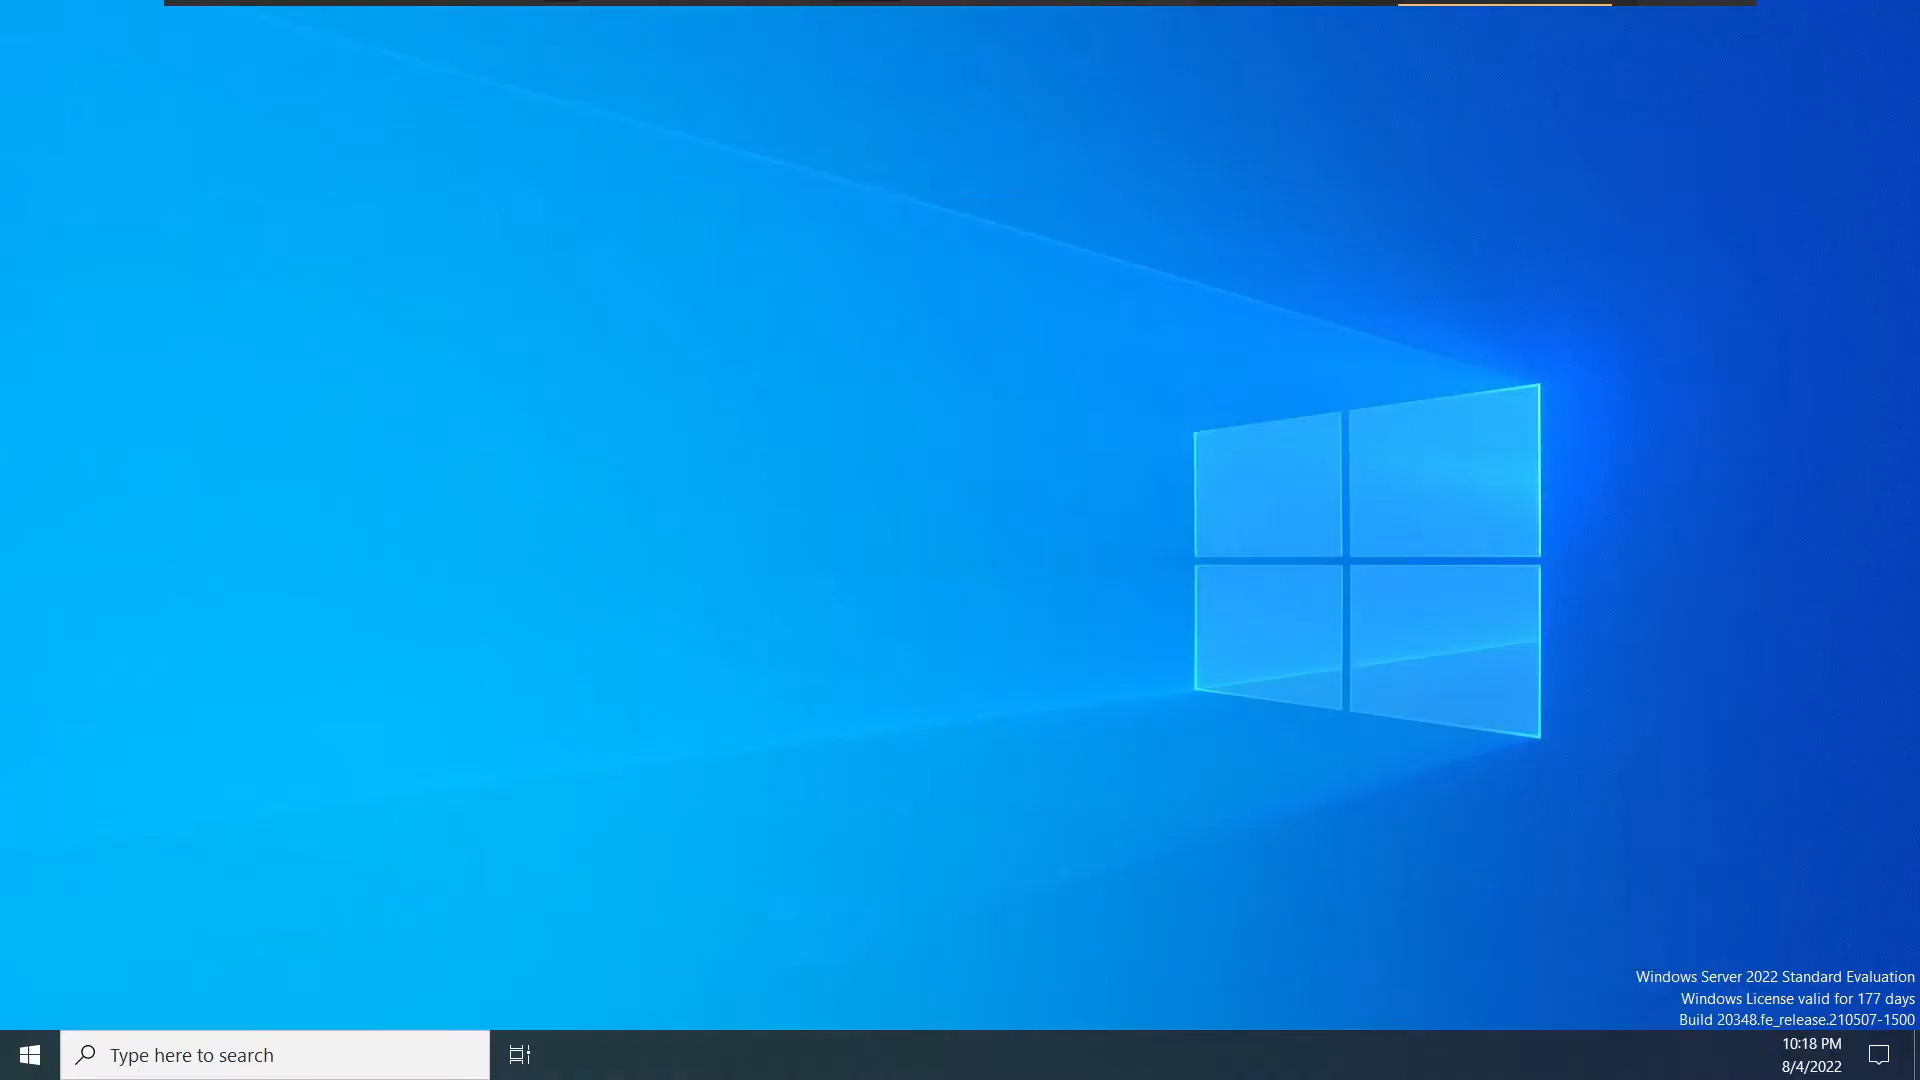 Windows Server 2022 Standard Evaluation
Windows License valid for 177 days
Build 20348.fe_release.210507-1500
Type here to search
10:18 PM
8/4/2022